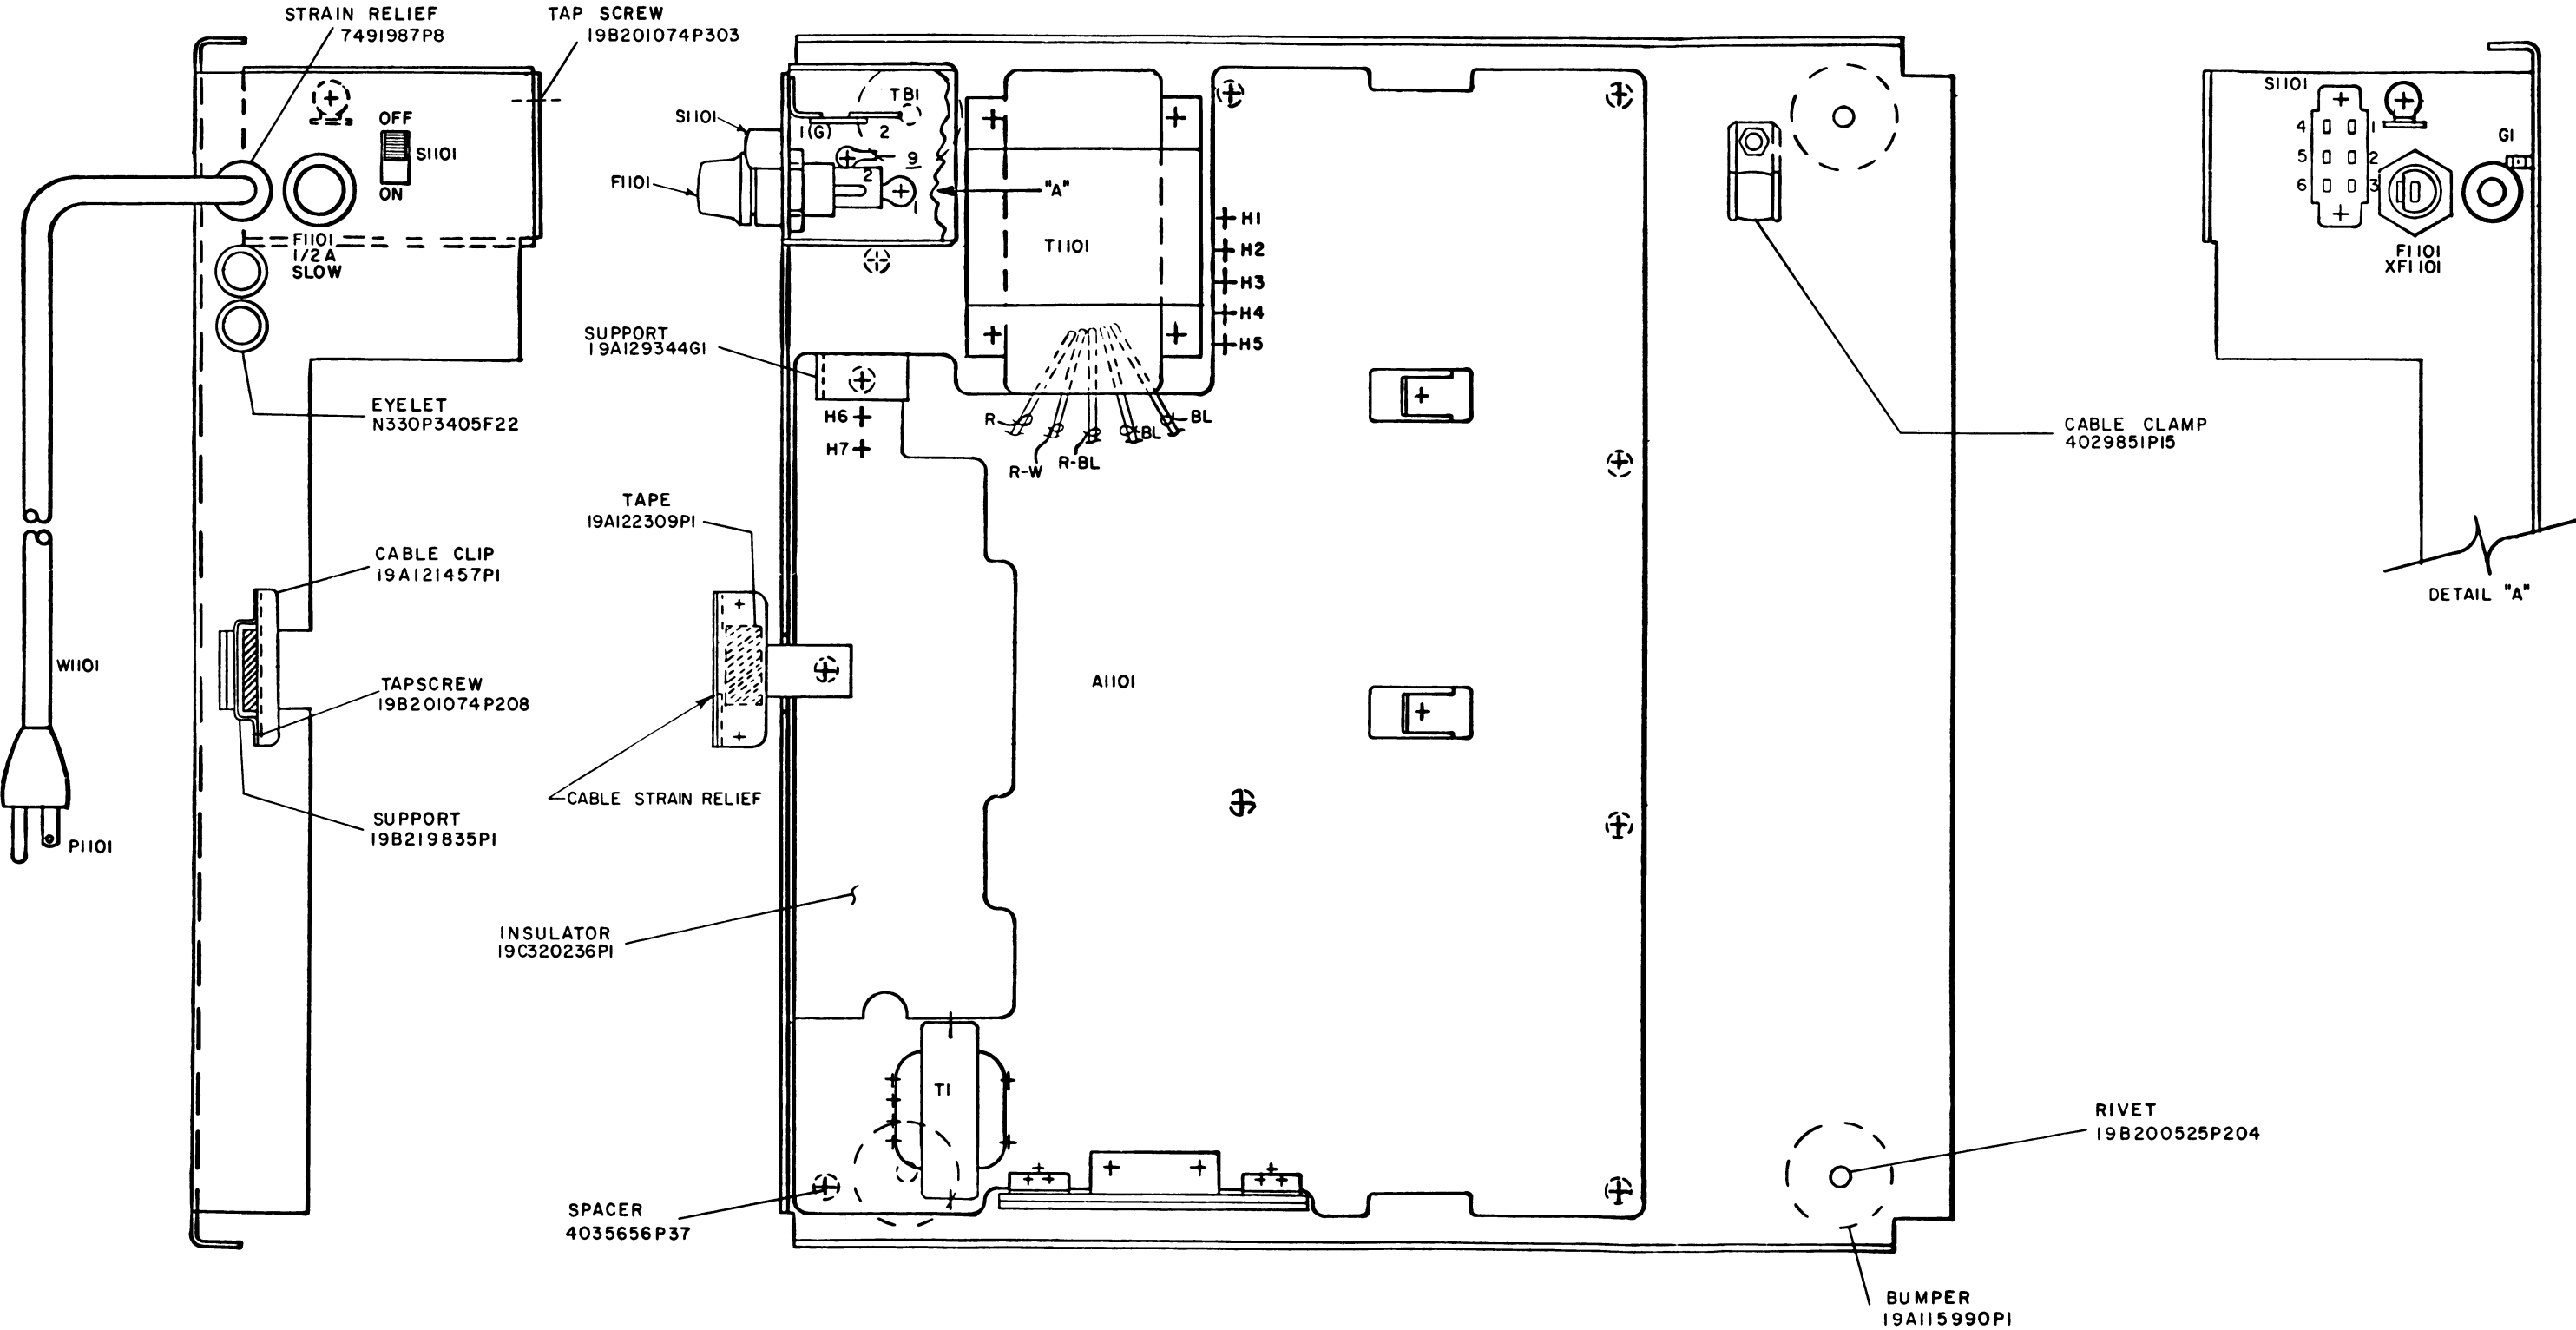 STRAIN RELIEF
7491987P8
TAP SCREW
19B201074P303
OFF
S1101
ON
F1101
1/2 A
SLOW
EYELET
N330P3405F22
CABLE CLIP
19A121457P1
TAPSCREW
19B201074P208
SUPPORT
19B219835P1
W1101
P1101
S1101
F1101
TB1
1(G)
2
9
2
1
"A"
T1101
H1
H2
H3
H4
H5
SUPPORT
19A129344G1
H6
H7
R
R-W
R-BL
BL
BL
TAPE
19A122309P1
CABLE STRAIN RELIEF
A1101
INSULATOR
19C320236P1
T1
SPACER
4035656P37
CABLE CLAMP
4029851P15
RIVET
19B200525P204
BUMPER
19A115990P1
S1101
4 1
5 2
6 3
G1
F1101
XF1101
DETAIL "A"